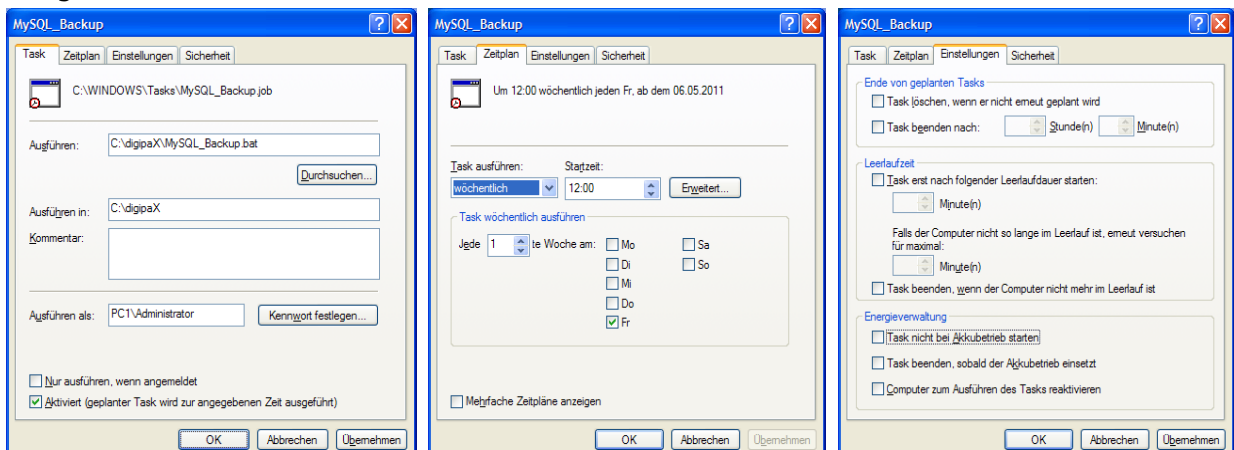 MySQL_Backup
Task Zeitplan Einstellungen Sicherheit
C:\WINDOWS\Tasks\MySQL_Backup.job
Ausführen: C:\digipaX\MySQL_Backup.bat
Durchsuchen...
Ausführen in: C:\digipaX
Kommentar:
Ausführen als: PC1\Administrator Kennwort festlegen...
Nur ausführen, wenn angemeldet
Aktiviert (geplanter Task wird zur angegebenen Zeit ausgeführt)
OK Abbrechen Übernehmen
MySQL_Backup
Task Zeitplan Einstellungen Sicherheit
Um 12:00 wöchentlich jeden Fr, ab dem 06.05.2011
Task ausführen: Startzeit:
wöchentlich 12:00 Erweitert...
Task wöchentlich ausführen
Jede 1 te Woche am: Mo Sa
Di So
Mi
Do
Fr
Mehrfache Zeitpläne anzeigen
OK Abbrechen Übernehmen
MySQL_Backup
Task Zeitplan Einstellungen Sicherheit
Ende von geplanten Tasks
Task löschen, wenn er nicht erneut geplant wird
Task beenden nach: Stunde(n) Minute(n)
Leerlaufzeit
Task erst nach folgender Leerlaufdauer starten:
Minute(n)
Falls der Computer nicht so lange im Leerlauf ist, erneut versuchen
für maximal:
Minute(n)
Task beenden, wenn der Computer nicht mehr im Leerlauf ist
Energieverwaltung
Task nicht bei Akkubetrieb starten
Task beenden, sobald der Akkubetrieb einsetzt
Computer zum Ausführen des Tasks reaktivieren
OK Abbrechen Übernehmen